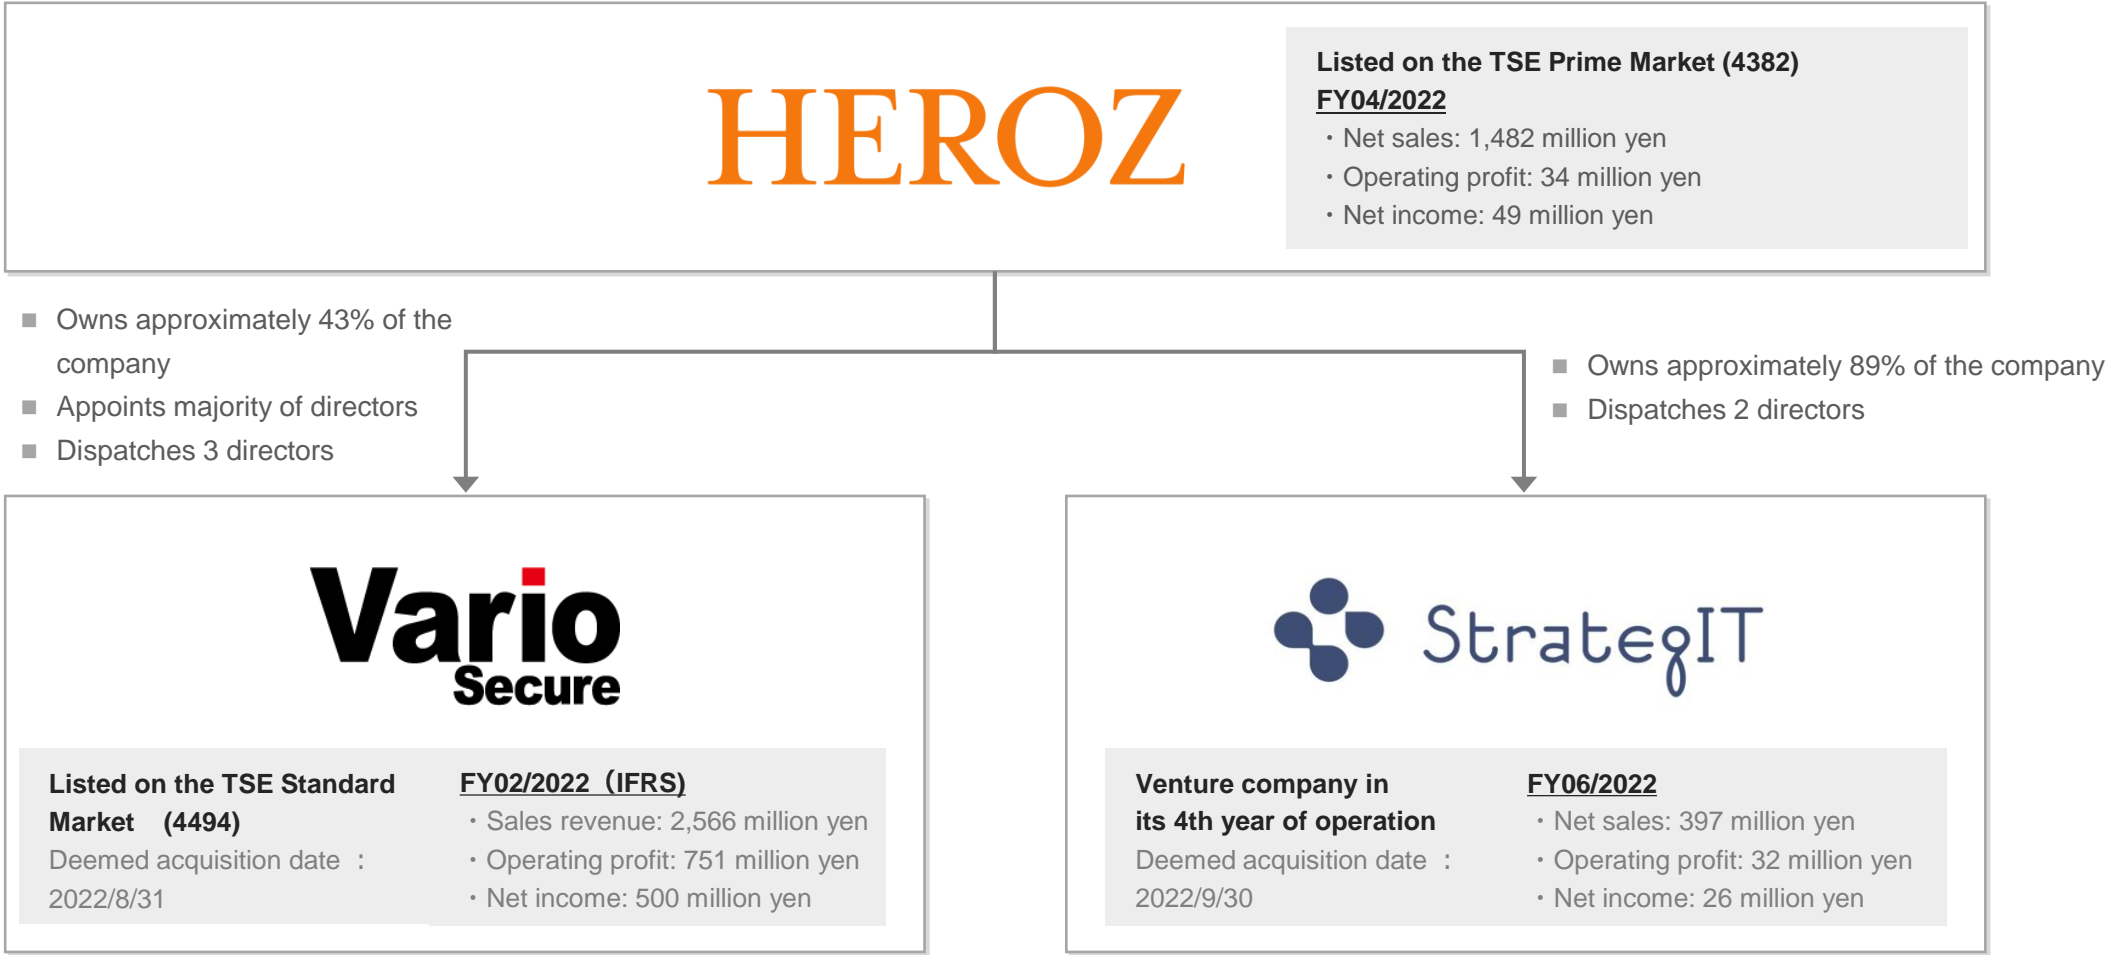 HEROZ
Listed on the TSE Prime Market (4382)
FY04/2022
・Net sales: 1,482 million yen
・Operating profit: 34 million yen
・Net income: 49 million yen
■ Owns approximately 43% of the
company
■ Appoints majority of directors
■ Dispatches 3 directors
■ Owns approximately 89% of the company
■ Dispatches 2 directors
Vario
Secure
Listed on the TSE Standard
Market (4494)
Deemed acquisition date :
2022/8/31
FY02/2022（IFRS)
・Sales revenue: 2,566 million yen
・Operating profit: 751 million yen
・Net income: 500 million yen
StrategIT
Venture company in
its 4th year of operation
Deemed acquisition date :
2022/9/30
FY06/2022
・Net sales: 397 million yen
・Operating profit: 32 million yen
・Net income: 26 million yen